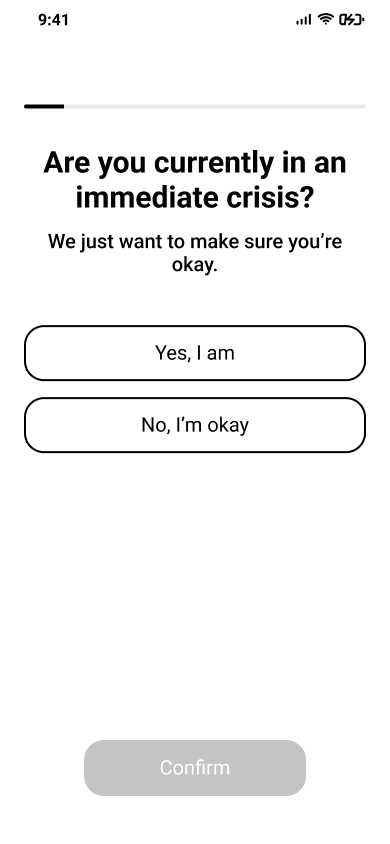 9:41
Are you currently in an
immediate crisis?
We just want to make sure you’re
okay.
Yes, I am
No, I’m okay
Confirm